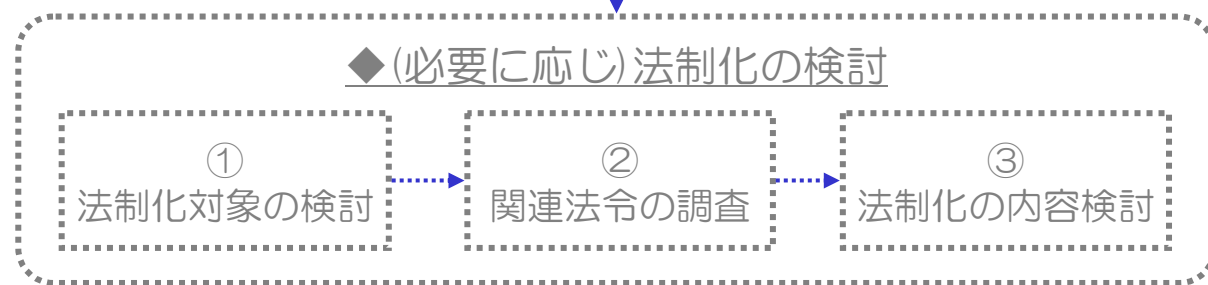 ◆(必要に応じ)法制化の検討
①
法制化対象の検討
②
関連法令の調査
③
法制化の内容検討